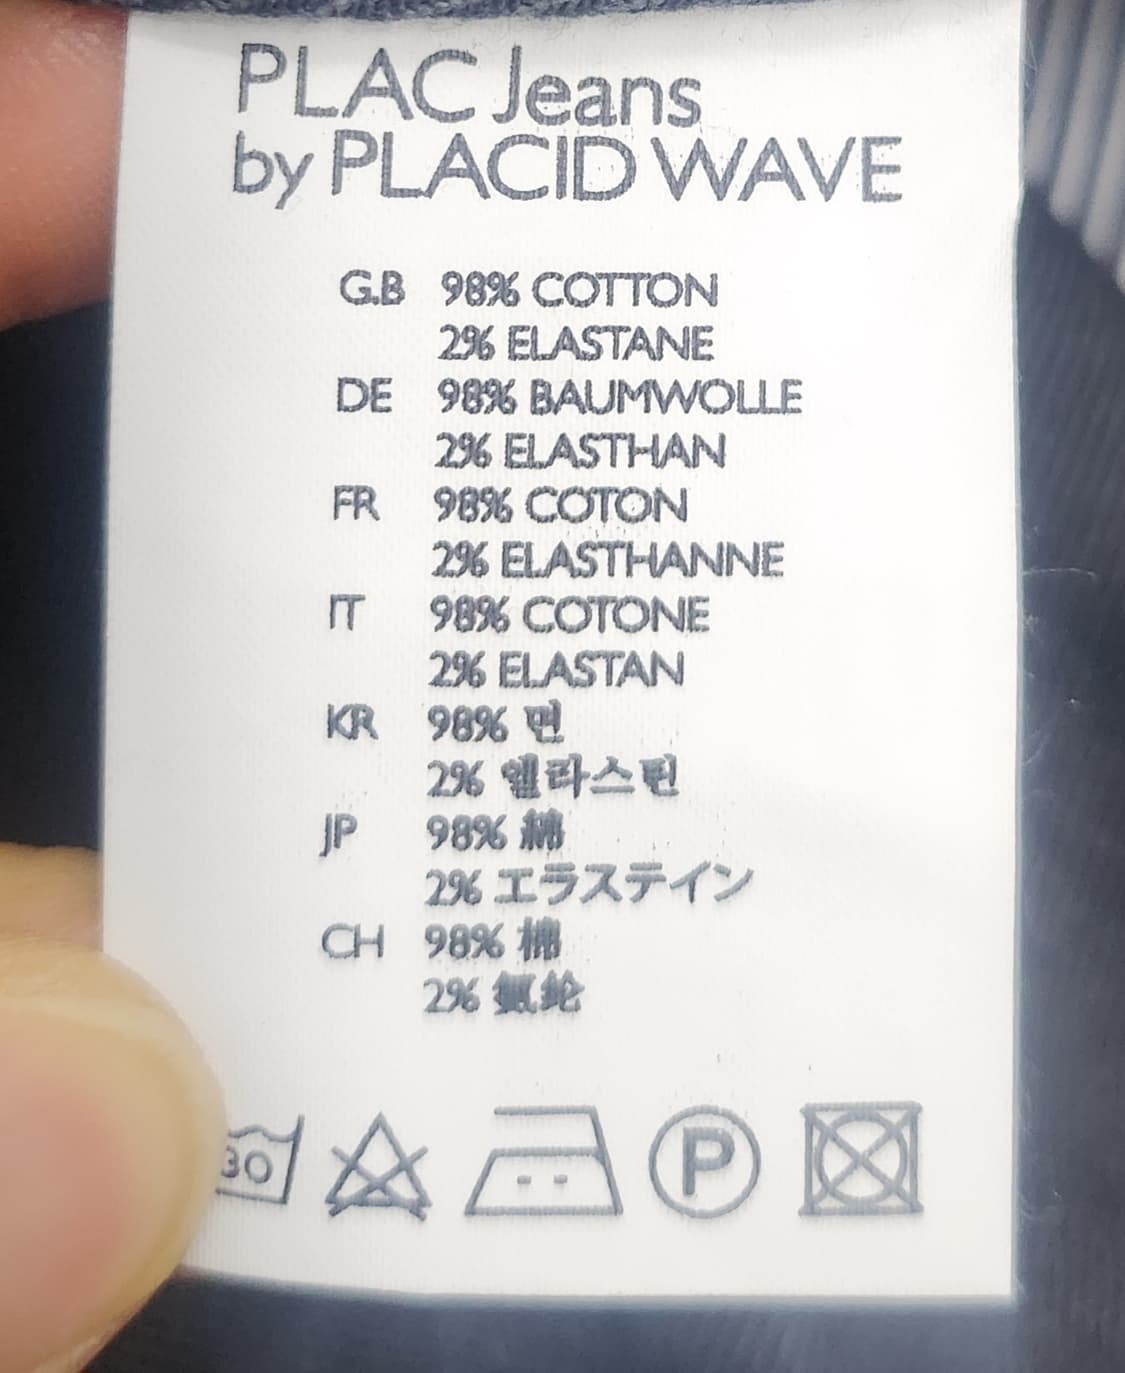 PLAC Jeans
by PLACID WAVE
G.B 98% COTTON
2% ELASTANE
DE 98% BAUMWOLLE
2% ELASTHAN
FR 98% COTON
2% ELASTHANNE
IT 98% COTONE
2% ELASTAN
KR 98% 면
2% 엘라스틴
JP 98% 綿
2% エラステイン
CH 98% 棉
2%
30 P